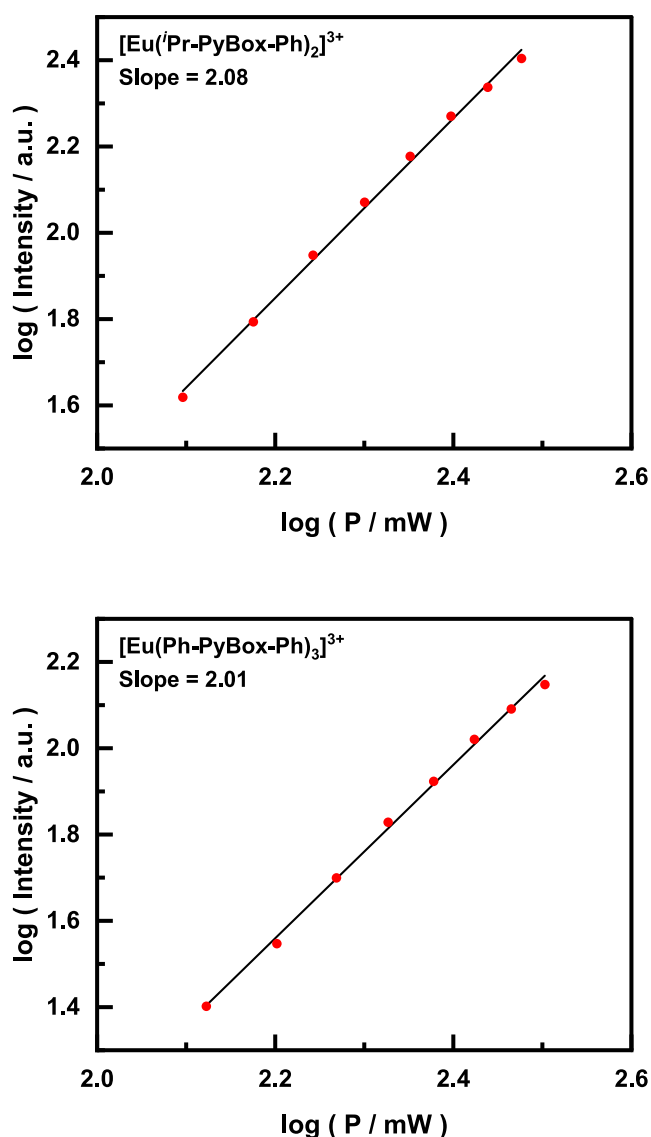 [Eu(ⁱPr-PyBox-Ph)₂]³⁺
Slope = 2.08
2.4
2.2
2.0
1.8
1.6
log ( Intensity / a.u. )
2.0 2.2 2.4 2.6
log ( P / mW )
[Eu(Ph-PyBox-Ph)₃]³⁺
Slope = 2.01
2.2
2.0
1.8
1.6
1.4
log ( Intensity / a.u. )
2.0 2.2 2.4 2.6
log ( P / mW )